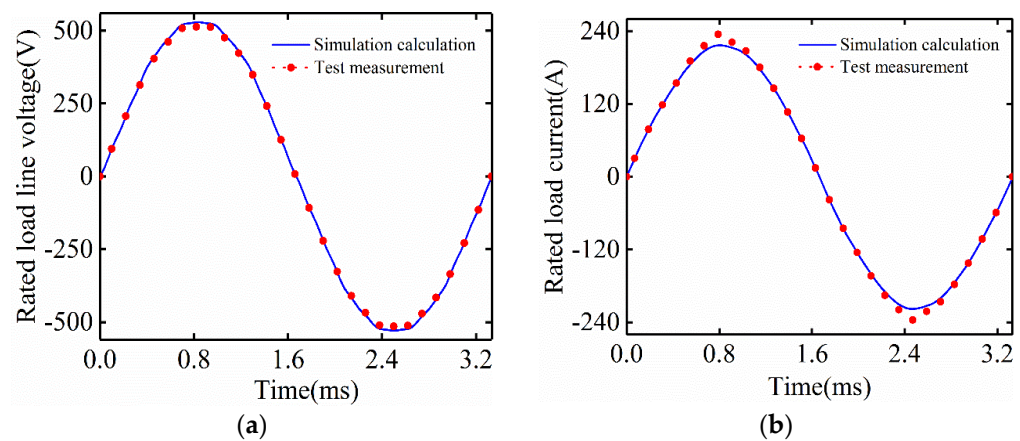 Rated load line voltage(V)
500
250
0
-250
-500
Simulation calculation
Test measurement
0.0 0.8 1.6 2.4 3.2
Time(ms)
(a)
Rated load current(A)
240
120
0
-120
-240
Simulation calculation
Test measurement
0.0 0.8 1.6 2.4 3.2
Time(ms)
(b)